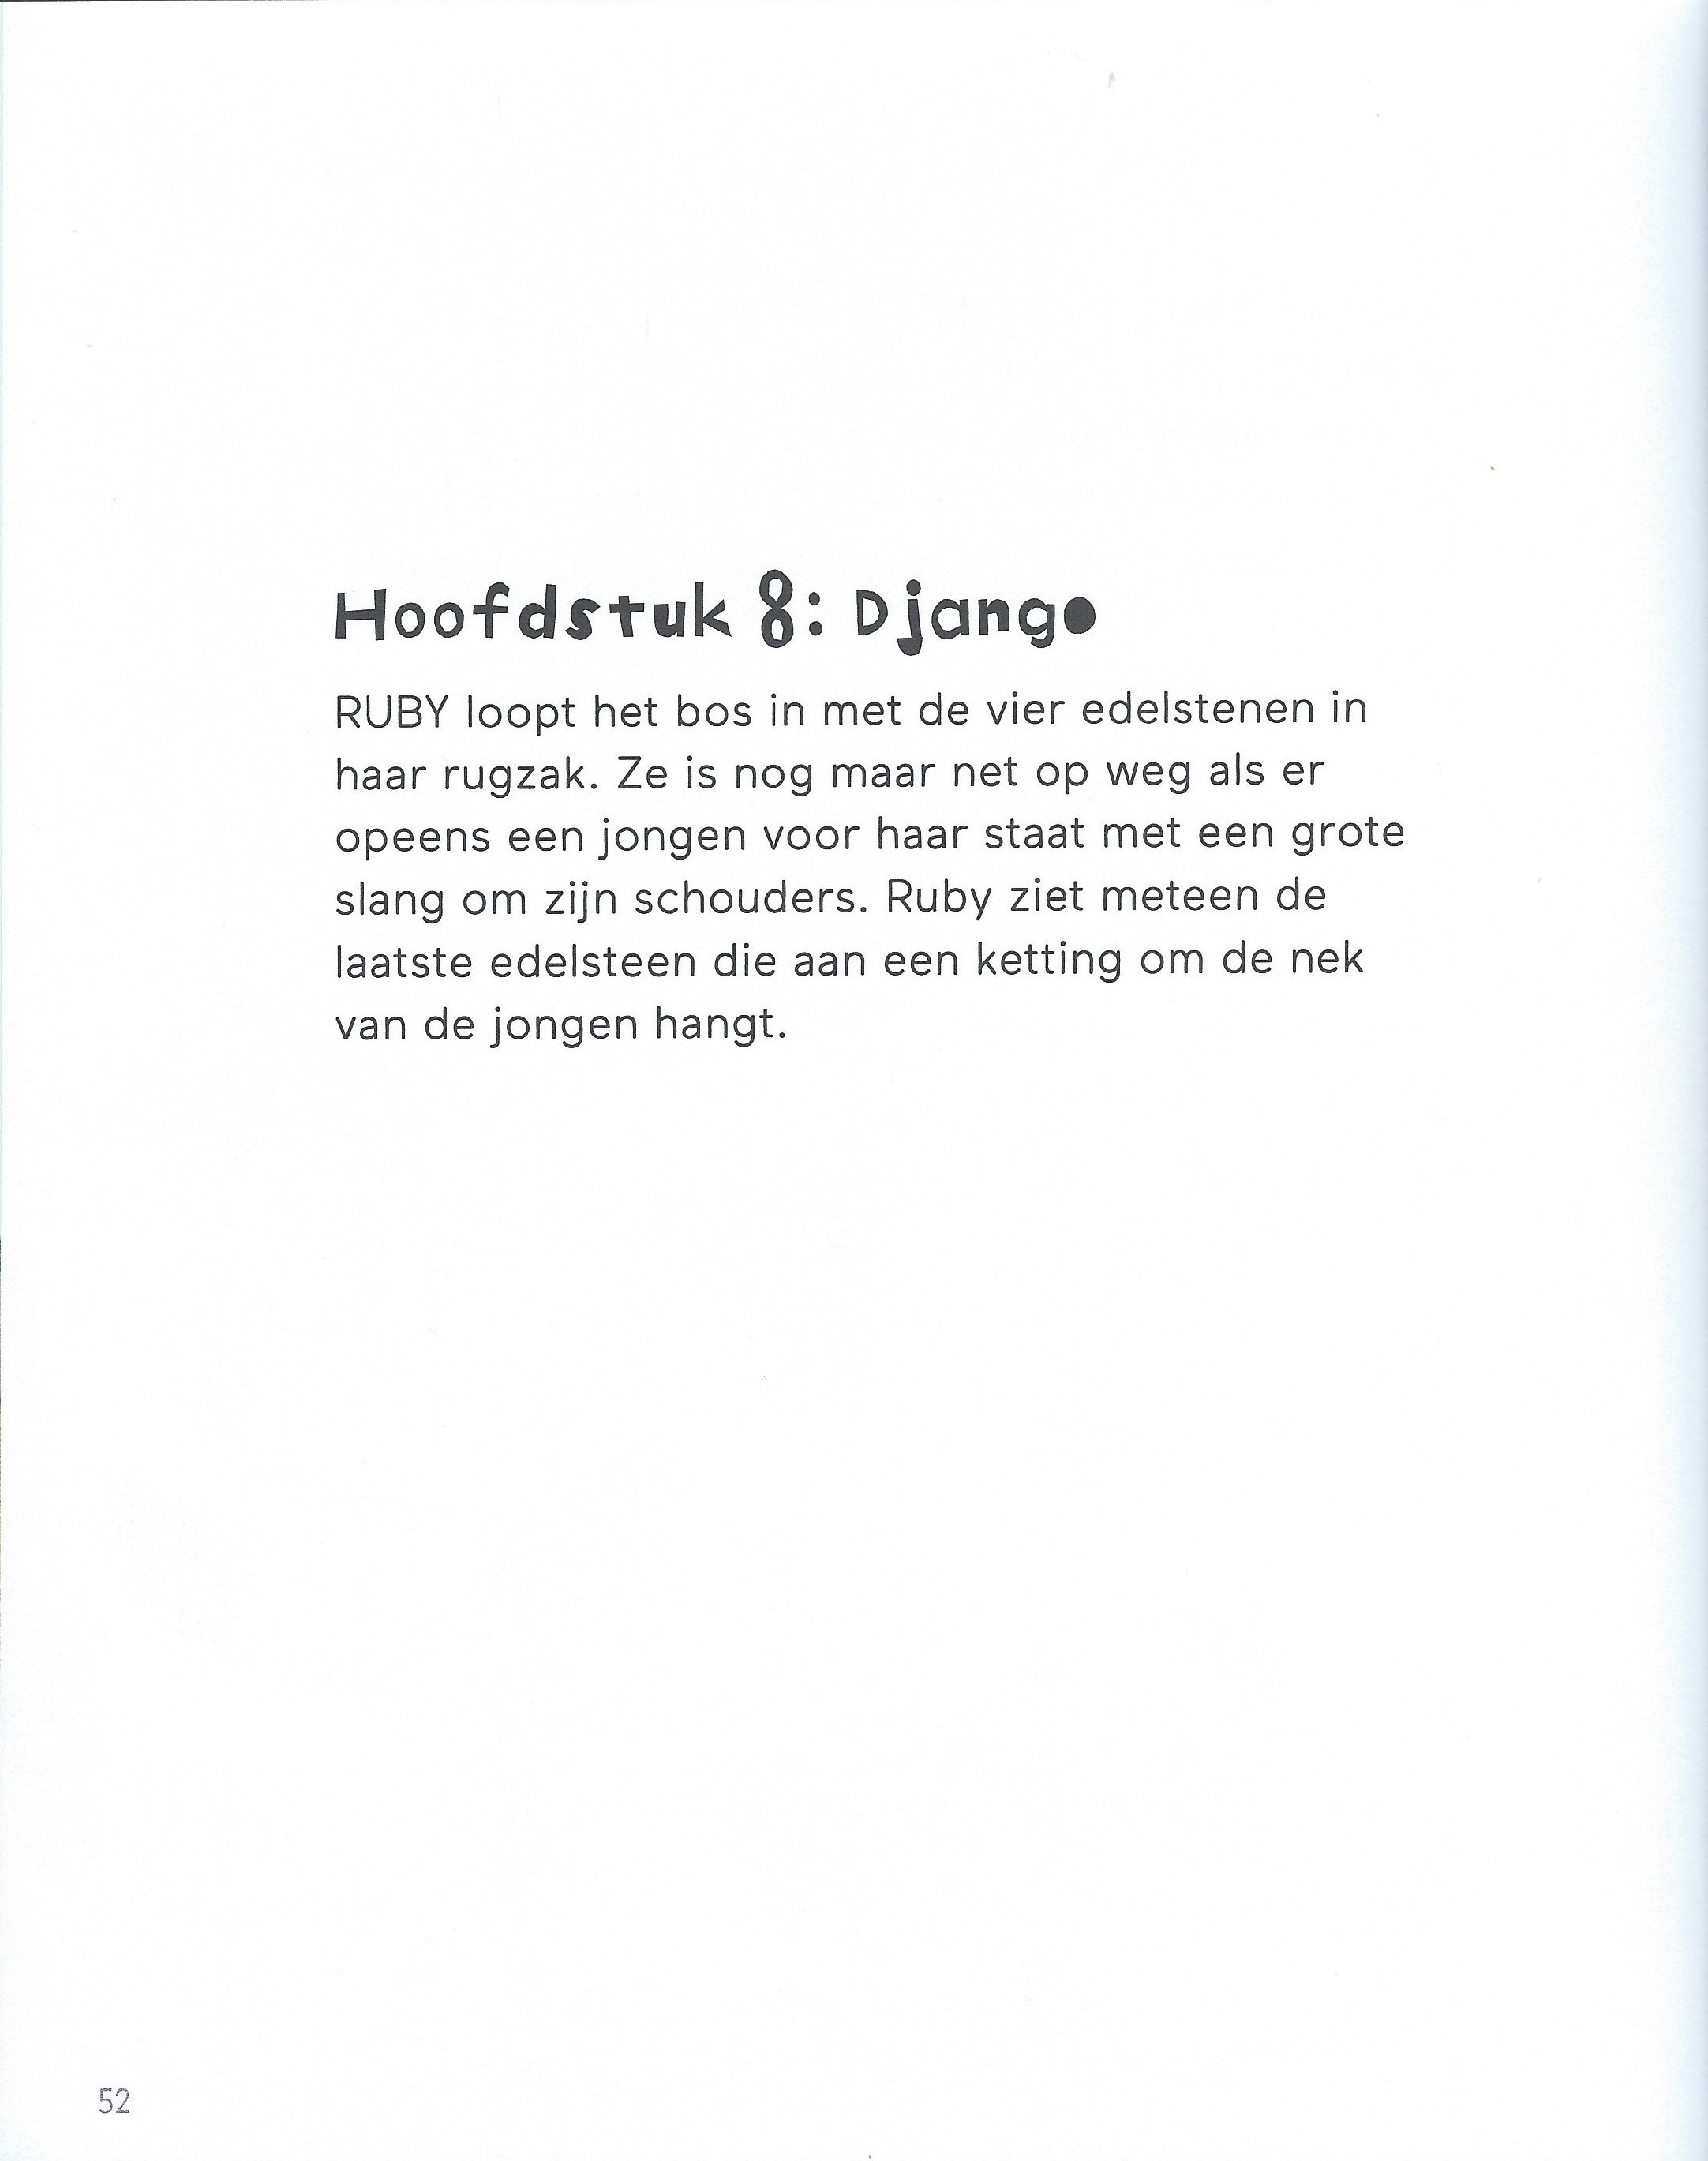 Hoofdstuk 8: Django
RUBY loopt het bos in met de vier edelstenen in
haar rugzak. Ze is nog maar net op weg als er
opeens een jongen voor haar staat met een grote
slang om zijn schouders. Ruby ziet meteen de
laatste edelsteen die aan een ketting om de nek
van de jongen hangt.
52